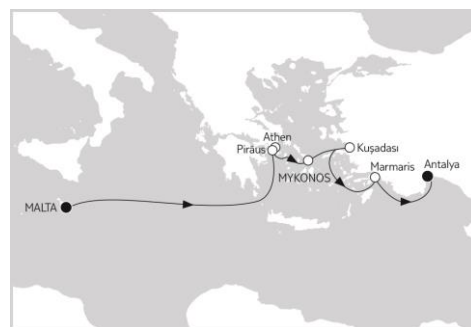 Athen
Piräus
Kuşadası
MYKONOS
Marmaris
Antalya
MALTA